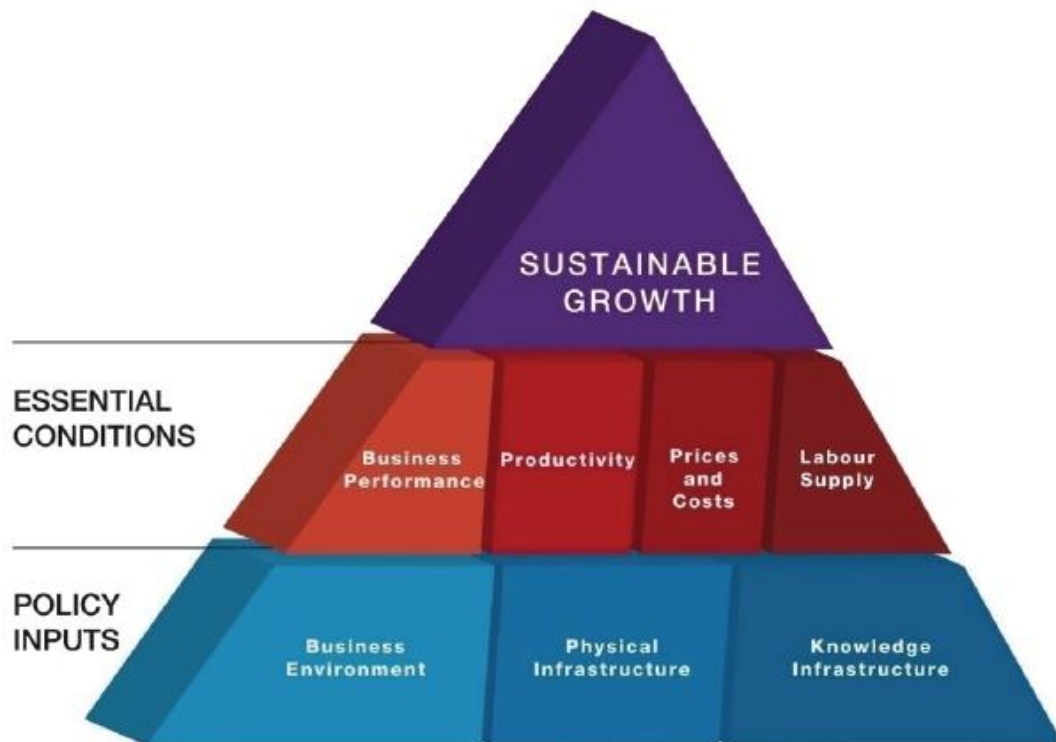 SUSTAINABLE
GROWTH
ESSENTIAL
CONDITIONS
Business
Performance
Productivity
Prices
and
Costs
Labour
Supply
POLICY
INPUTS
Business
Environment
Physical
Infrastructure
Knowledge
Infrastructure